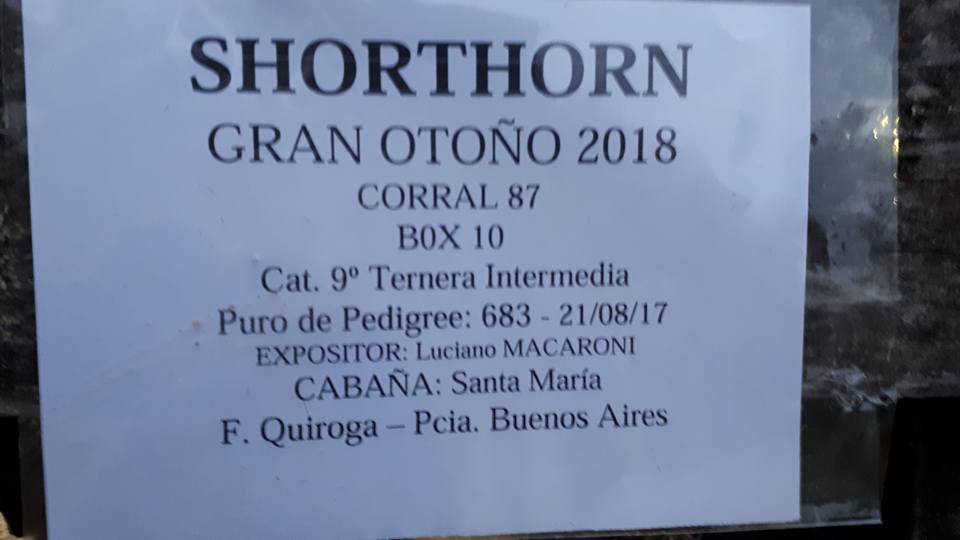 SHORTHORN
GRAN OTOÑO 2018
CORRAL 87
B0X 10
Cat. 9º Ternera Intermedia
Puro de Pedigree: 683 - 21/08/17
EXPOSITOR: Luciano MACARONI
CABAÑA: Santa María
F. Quiroga – Pcia. Buenos Aires